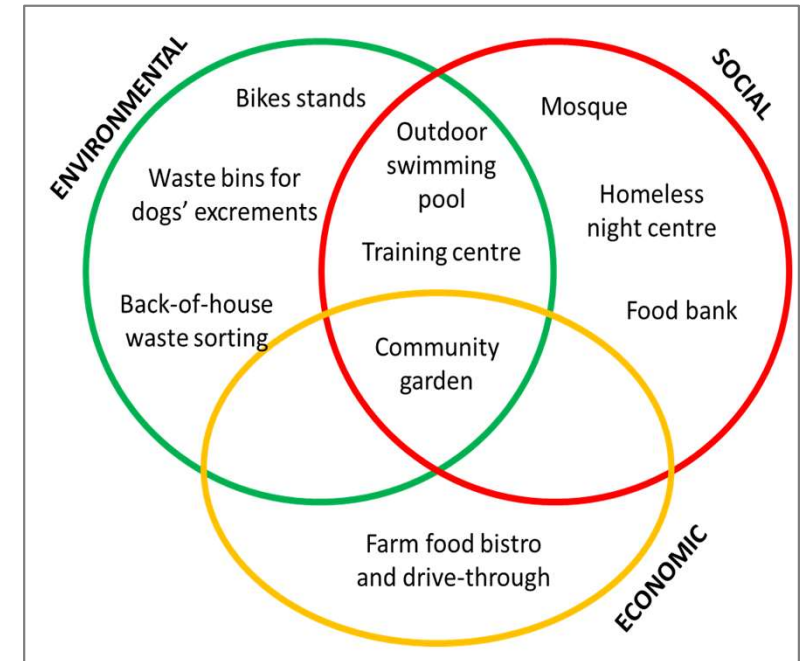 ENVIRONMENTAL
SOCIAL
Bikes stands
Mosque
Outdoor
swimming
pool
Waste bins for
dogs’ excrements
Homeless
night centre
Training centre
Back-of-house
waste sorting
Food bank
Community
garden
Farm food bistro
and drive-through
ECONOMIC